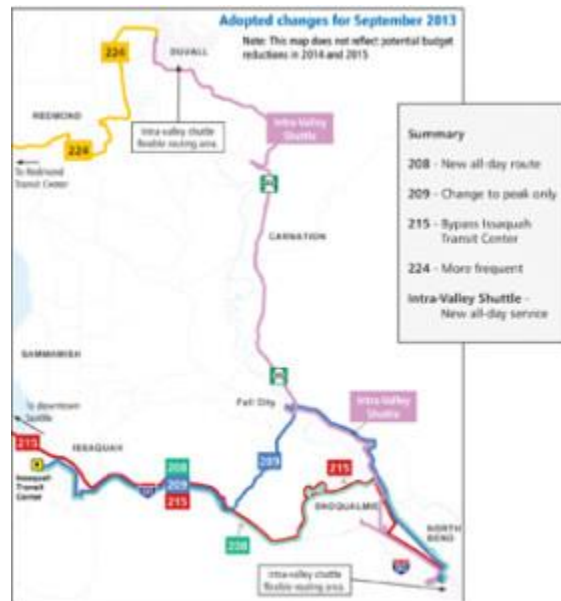 Adopted changes for September 2013
Note: This map does not reflect potential budget
reductions in 2014 and 2015
224
DUVALL
REDMOND
Intra-valley shuttle
flexible routing area.
Intra-Valley
Shuttle
224
To Redmond
Transit Center
CARNATION
SAMMAMISH
To downtown
Seattle
Fall City
Intra-Valley
Shuttle
215
ISSAQUAH
209
Issaquah
Transit
Center
208
209
215
90
215
SNOQUALMIE
208
NORTH
BEND
90
Intra-valley shuttle
flexible routing area.
Summary
208 - New all-day route
209 - Change to peak only
215 - Bypass Issaquah
Transit Center
224 - More frequent
Intra-Valley Shuttle -
New all-day service